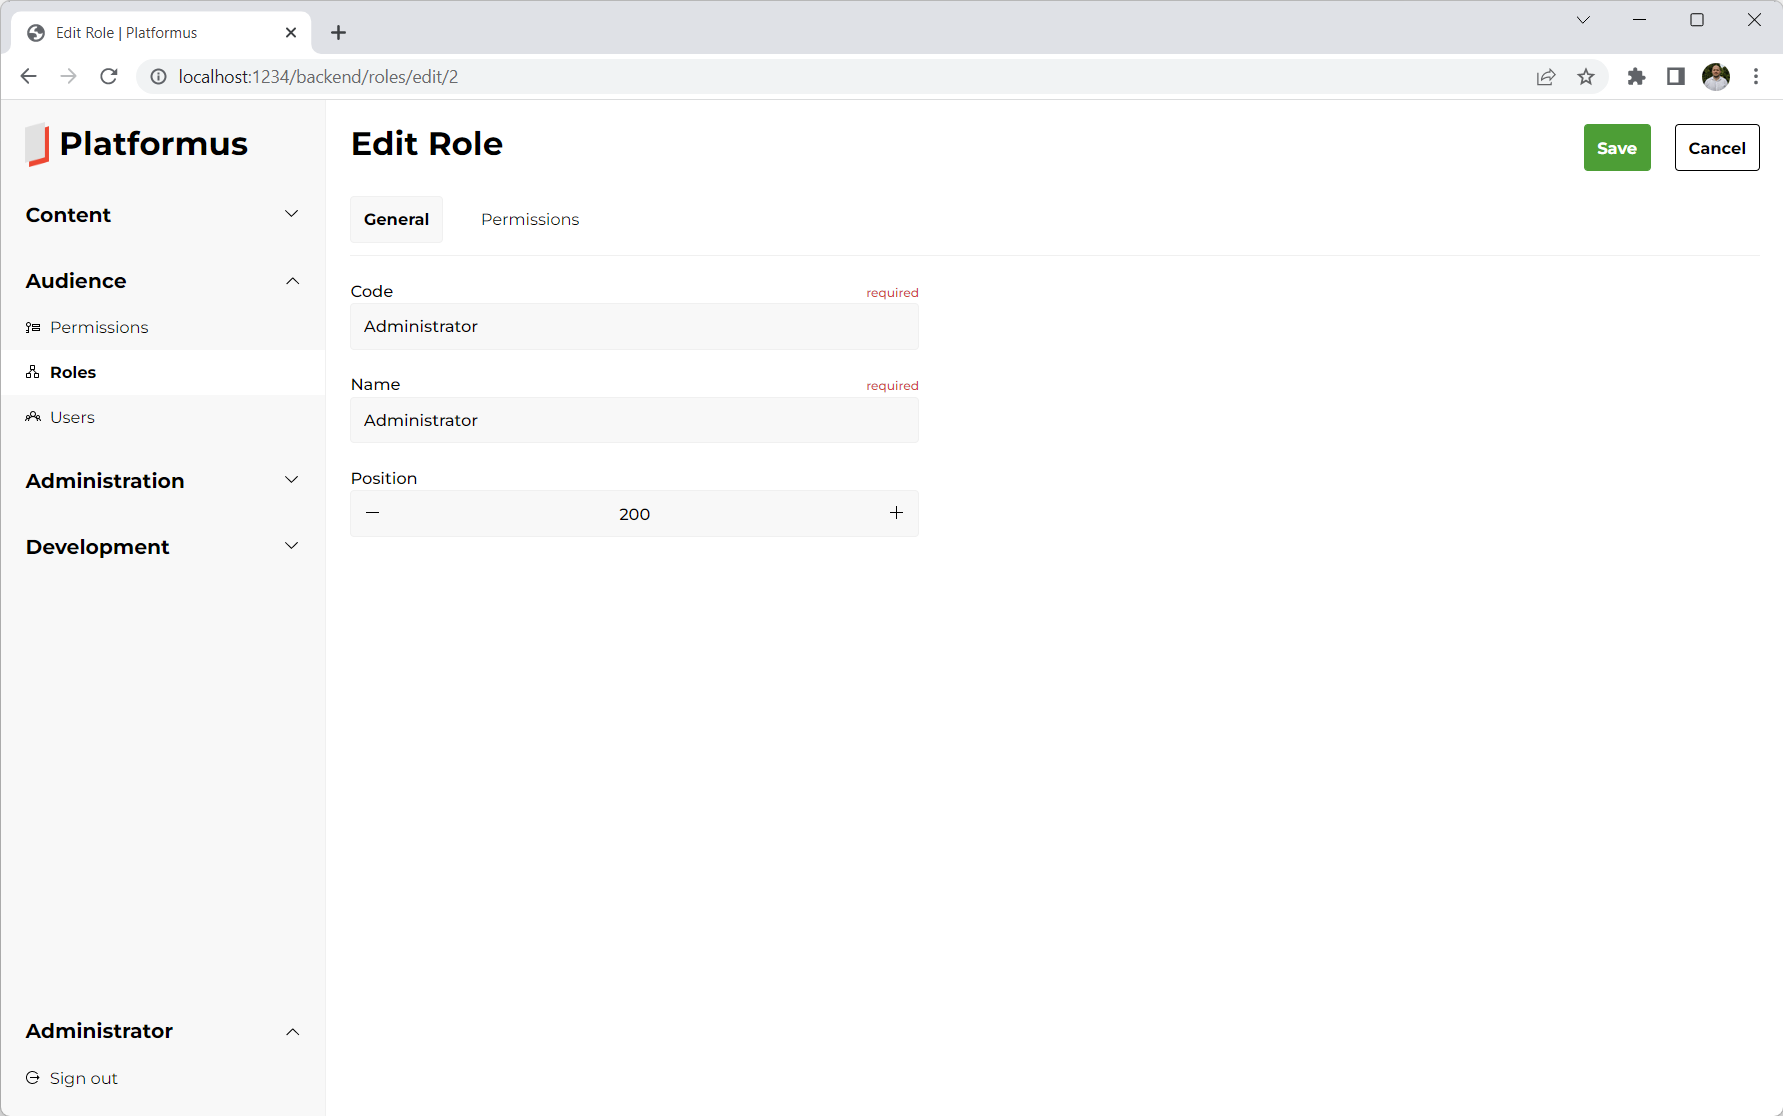 Edit Role | Platformus
localhost:1234/backend/roles/edit/2
Platformus
Content
Audience
Permissions
Roles
Users
Administration
Development
Administrator
Sign out
Edit Role
Save
Cancel
General
Permissions
Code
required
Administrator
Name
required
Administrator
Position
200